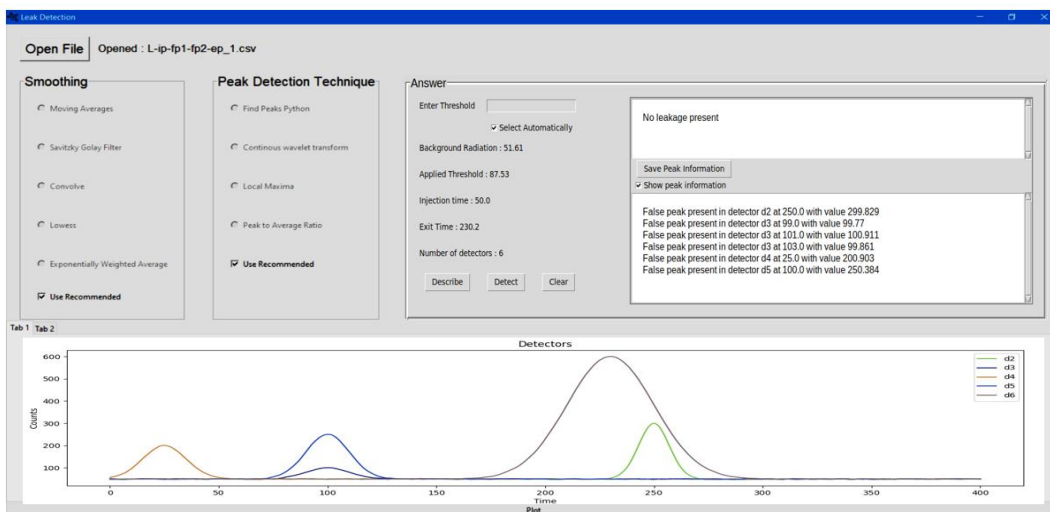 Leak Detection
Open File
Opened : L-ip-fp1-fp2-ep_1.csv
Smoothing
Moving Averages
Savitzky Golay Filter
Convolve
Lowess
Exponentially Weighted Average
Use Recommended
Peak Detection Technique
Find Peaks Python
Continous wavelet transform
Local Maxima
Peak to Average Ratio
Use Recommended
Answer
Enter Threshold
Select Automatically
Background Radiation : 51.61
Applied Threshold : 87.53
Injection time : 50.0
Exit Time : 230.2
Number of detectors : 6
Describe
Detect
Clear
No leakage present
Save Peak Information
Show peak information
False peak present in detector d2 at 250.0 with value 299.829
False peak present in detector d3 at 99.0 with value 99.77
False peak present in detector d3 at 101.0 with value 100.911
False peak present in detector d3 at 103.0 with value 99.861
False peak present in detector d4 at 25.0 with value 200.903
False peak present in detector d5 at 100.0 with value 250.384
Tab 1 Tab 2
Detectors
600
500
400
300
200
100
Counts
d2
d3
d4
d5
d6
0 50 100 150 200 250 300 350 400
Time
Plot